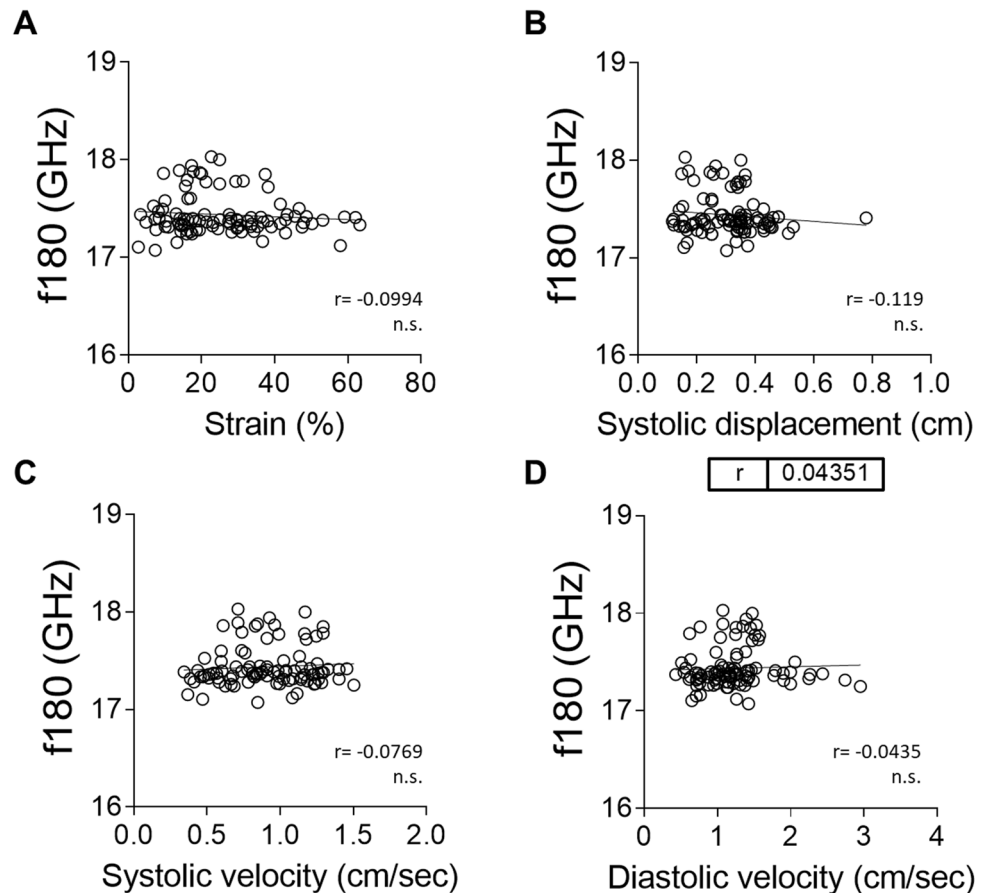 A
19
18
17
16
f180 (GHz)
0 20 40 60 80
Strain (%)
r= -0.0994
n.s.
B
19
18
17
16
f180 (GHz)
0.0 0.2 0.4 0.6 0.8 1.0
Systolic displacement (cm)
r= -0.119
n.s.
C
19
18
17
16
f180 (GHz)
0.0 0.5 1.0 1.5 2.0
Systolic velocity (cm/sec)
r= -0.0769
n.s.
D
r 0.04351
19
18
17
16
f180 (GHz)
0 1 2 3 4
Diastolic velocity (cm/sec)
r= -0.0435
n.s.